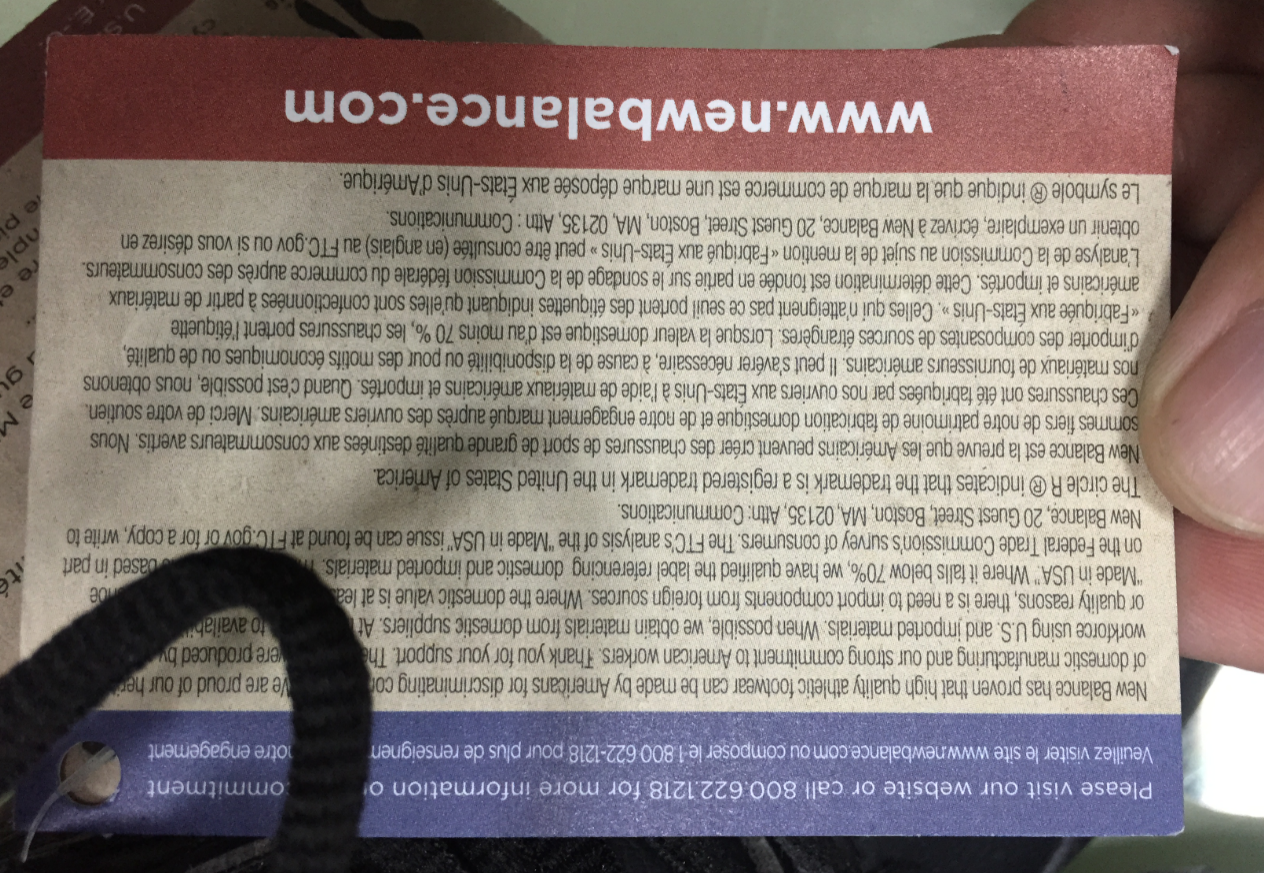 Please visit our website or call 800.622.1218 for more information commitment
Veuillez visiter le site www.newbalance.com ou composer le 1 800 622-1218 pour plus de notre engagement
New Balance has proven that high quality athletic footwear can be made by Americans for discriminating We are proud of our
of domestic manufacturing and our strong commitment to American workers. Thank you for your support. were produced by
workforce using U.S. and imported materials. When possible, we obtain materials from domestic suppliers. At to
or quality reasons, there is a need to import components from foreign sources. Where the domestic value is at
"Made in USA". Where it falls below 70%, we have qualified the label referencing domestic and imported materials. based in part
on the Federal Trade Commission's survey of consumers. The FTC's analysis of the "Made in USA" issue can be found at FTC.gov or for a copy, write to
New Balance, 20 Guest Street, Boston, MA, 02135, Attn: Communications.
The circle R ® indicates that the trademark is a registered trademark in the United States of America.
New Balance est la preuve que les Américains peuvent créer des chaussures de sport de grande qualité destinées aux consommateurs avertis. Nous
sommes fiers de notre patrimoine de fabrication domestique et de notre engagement marqué auprès des ouvriers américains. Merci de votre soutien.
Ces chaussures ont été fabriquées par nos ouvriers aux États-Unis à l'aide de matériaux américains et importés. Quand c'est possible, nous obtenons
nos matériaux de fournisseurs américains. Il peut s'avérer nécessaire, à cause de la disponibilité ou pour des motifs économiques ou de qualité,
d'importer des composantes de sources étrangères. Lorsque la valeur domestique est d'au moins 70 %, les chaussures portent l'étiquette
« Fabriquée aux États-Unis ». Celles qui n'atteignent pas ce seuil portent des étiquettes indiquant qu'elles sont confectionnées à partir de matériaux
américains et importés. Cette détermination est fondée en partie sur le sondage de la Commission fédérale du commerce auprès des consommateurs.
L'analyse de la Commission au sujet de la mention « Fabriqué aux États-Unis » peut être consultée (en anglais) au FTC.gov ou si vous désirez en
obtenir un exemplaire, écrivez à New Balance, 20 Guest Street, Boston, MA, 02135, Attn : Communications.
Le symbole ® indique que la marque de commerce est une marque déposée aux États-Unis d'Amérique.
www.newbalance.com